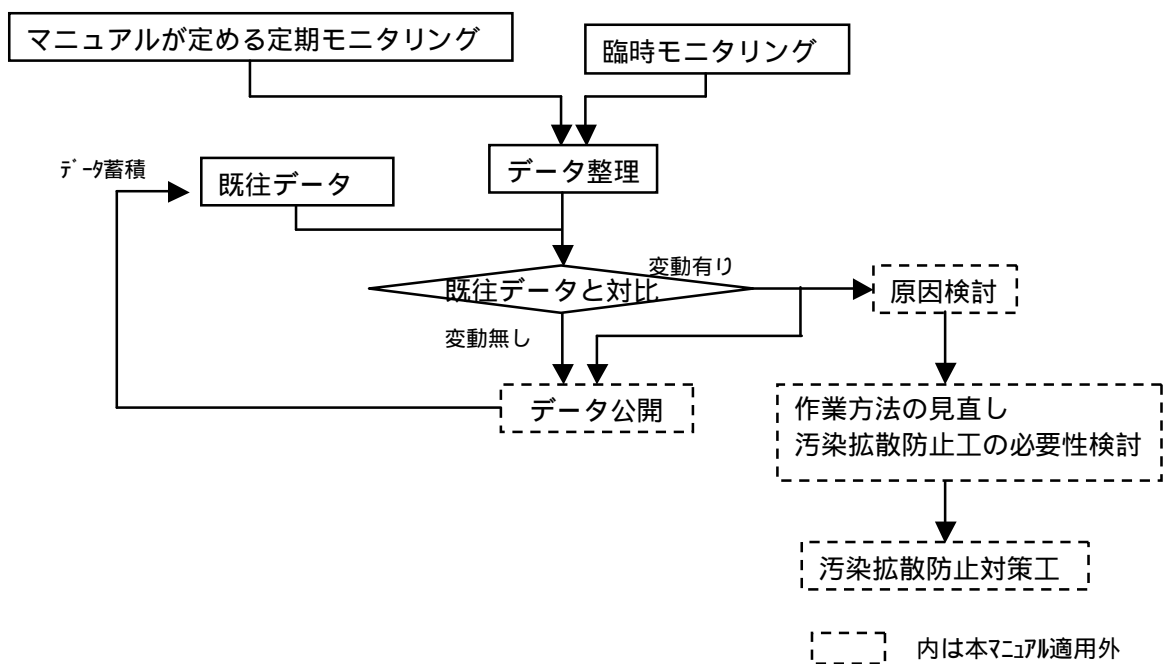 マニュアルが定める定期モニタリング
臨時モニタリング
ﾃﾞｰﾀ蓄積
既往データ
データ整理
変動有り
既往データと対比
原因検討
変動無し
データ公開
作業方法の見直し
汚染拡散防止工の必要性検討
汚染拡散防止対策工
内は本ﾏﾆｭｱﾙ適用外